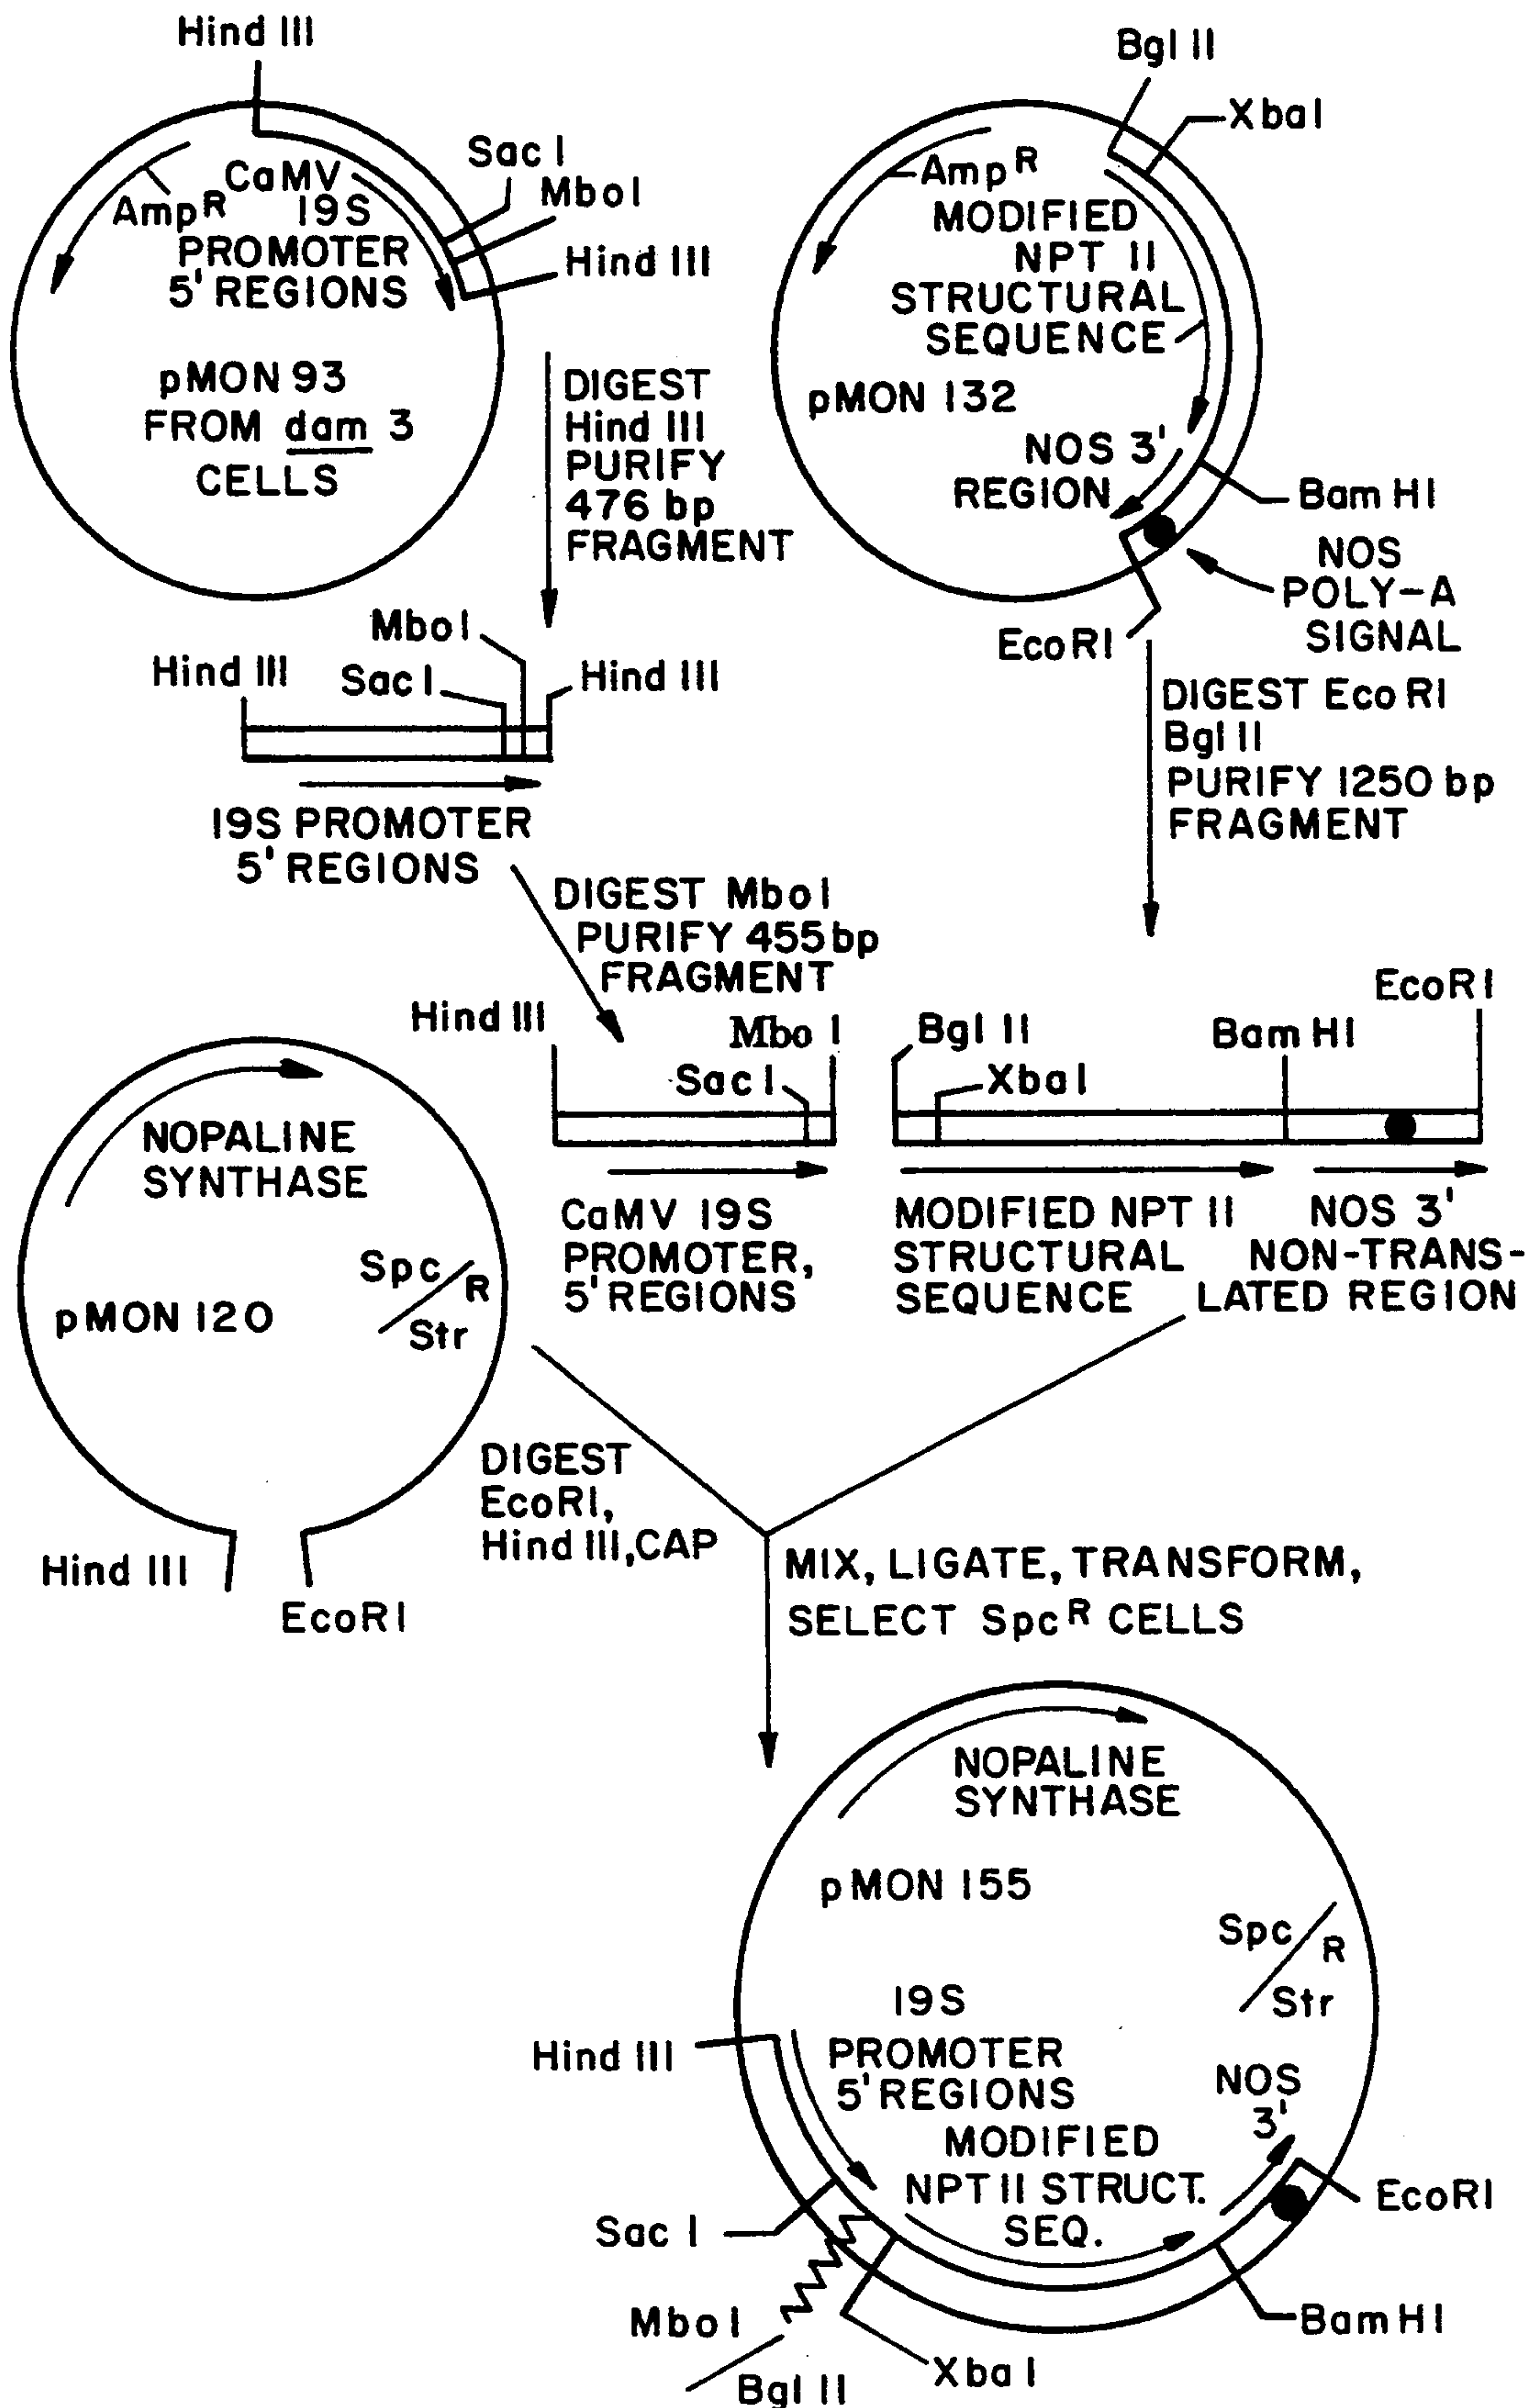 Hind III
Sac I
Mbo I
Hind III
Amp R
CaMV
19S
PROMOTER
5' REGIONS
pMON 93
FROM dam 3
CELLS
DIGEST
Hind III
PURIFY
476 bp
FRAGMENT
Bgl II
Xba I
Amp R
MODIFIED
NPT II
STRUCTURAL
SEQUENCE
pMON 132
NOS 3'
REGION
Bam HI
NOS
POLY-A
SIGNAL
EcoRI
Mbo I
Hind III
Sac I
Hind III
19S PROMOTER
5' REGIONS
DIGEST Eco RI
Bgl II
PURIFY 1250 bp
FRAGMENT
DIGEST Mbo I
PURIFY 455 bp
FRAGMENT
Hind III
Mbo I
Sac I
Bgl II
Xba I
Bam HI
EcoRI
CaMV 19S
PROMOTER,
5' REGIONS
MODIFIED NPT II
STRUCTURAL
SEQUENCE
NOS 3'
NON-TRANS-
LATED REGION
NOPALINE
SYNTHASE
Spc/Str R
pMON 120
Hind III
EcoRI
DIGEST
EcoRI,
Hind III, CAP
MIX, LIGATE, TRANSFORM,
SELECT Spc R CELLS
NOPALINE
SYNTHASE
pMON 155
Spc/Str R
19S
PROMOTER
5' REGIONS
Hind III
NOS
3'
MODIFIED
NPT II STRUCT.
SEQ.
EcoRI
Sac I
Mbo I
Bgl II
Xba I
Bam HI